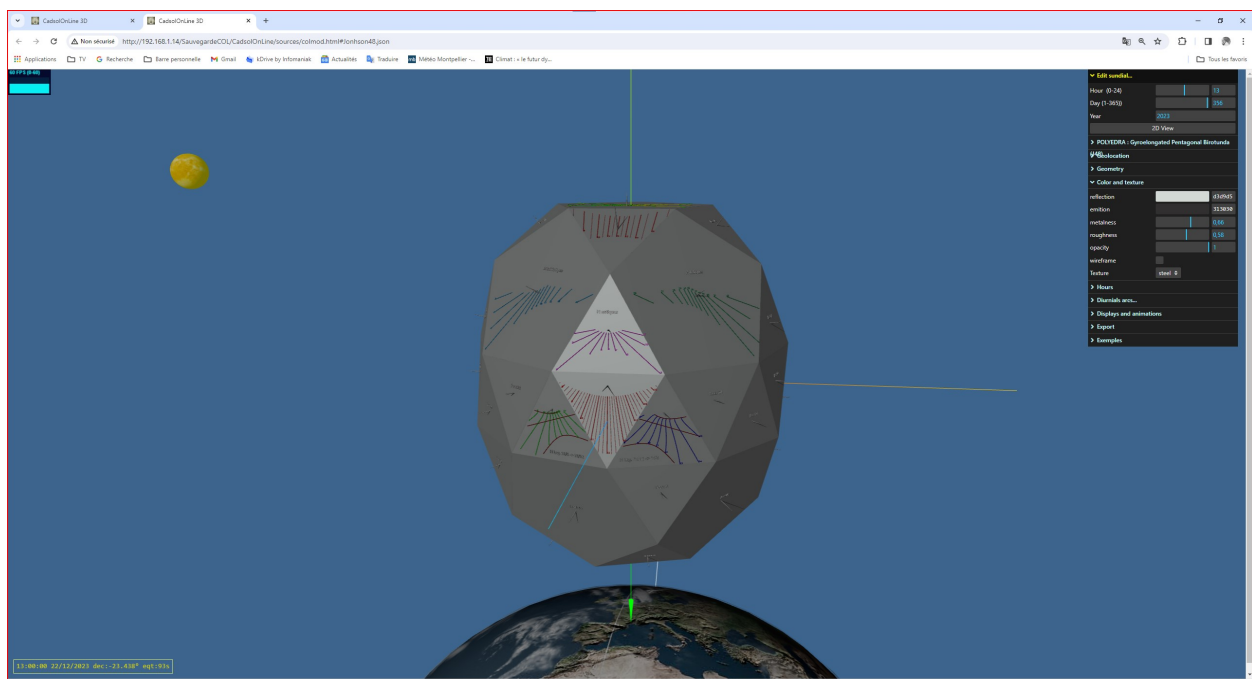 CadsolOnLine 3D
CadsolOnLine 3D
Non sécurisé http://192.168.1.14/SauvegardeCOL/CadsolOnLine/sources/colmod.html#Jonhson48.json
Applications TV Recherche Barre personnelle Gmail kDrive by Infomaniak Actualités Traduire Météo Montpellier -... Climat : « le futur dy... Tous les favoris
60 FPS (0-60)
Edit sundial...
Hour (0-24) 13
Day (1-365)) 356
Year 2023
2D View
POLYEDRA : Gyroelongated Pentagonal Birotunda
(J48)
Geolocation
Geometry
Color and texture
reflection d3d9d5
emition 313030
metalness 0,66
roughness 0,58
opacity 1
wireframe
Texture steel
Hours
Diurnials arcs...
Displays and animations
Export
Exemples
13:00:00 22/12/2023 dec:-23.438° eqt:93s